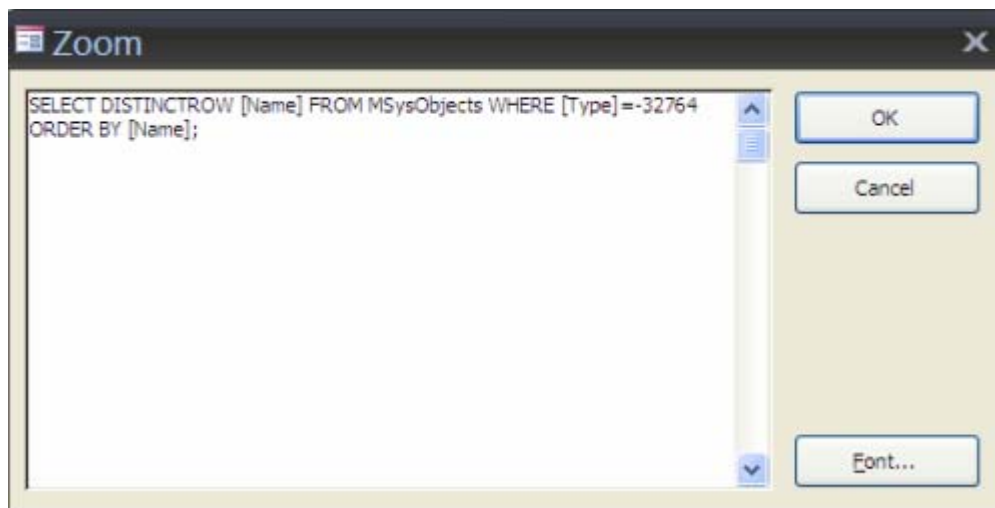 Zoom
SELECT DISTINCTROW [Name] FROM MSysObjects WHERE [Type]=-32764
ORDER BY [Name];
OK
Cancel
Font...